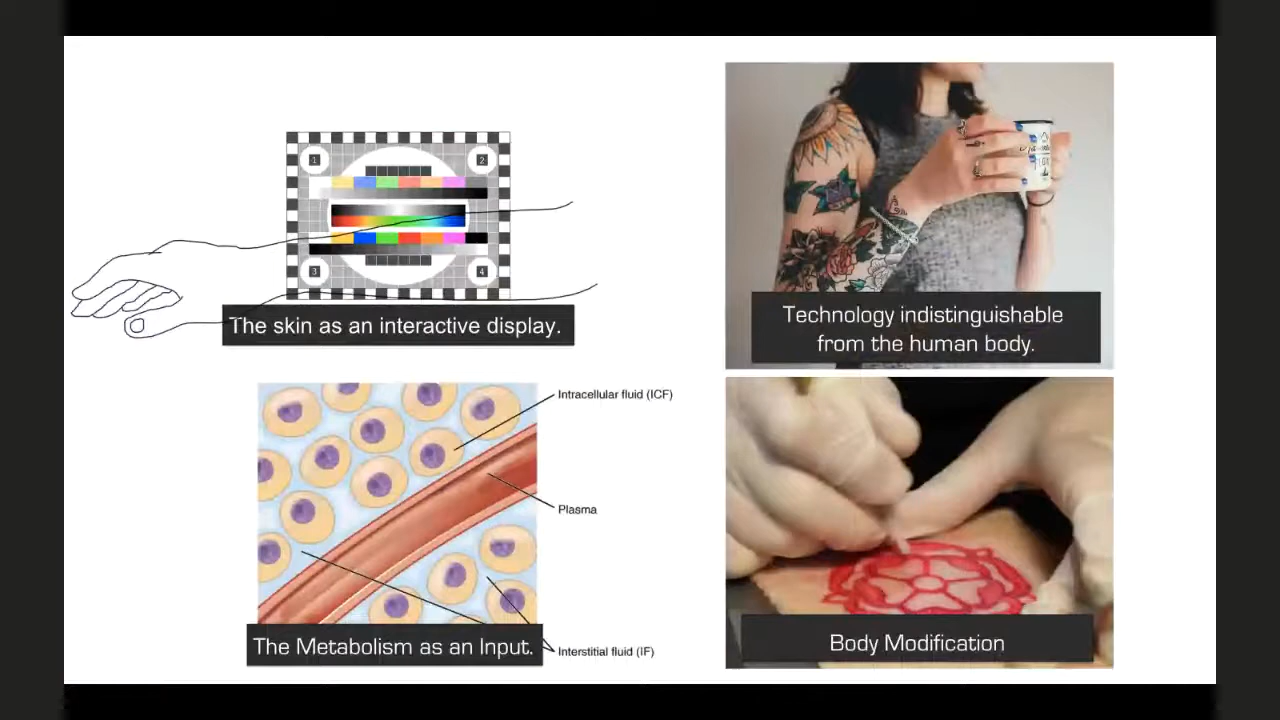 1
2
3
4
The skin as an interactive display.
Technology indistinguishable
from the human body.
Intracellular fluid (ICF)
Plasma
Interstitial fluid (IF)
The Metabolism as an Input.
Body Modification